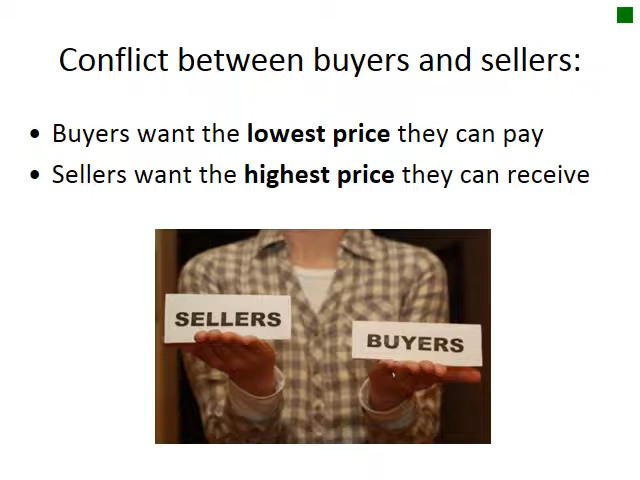 Conflict between buyers and sellers:
• Buyers want the lowest price they can pay
• Sellers want the highest price they can receive
SELLERS
BUYERS